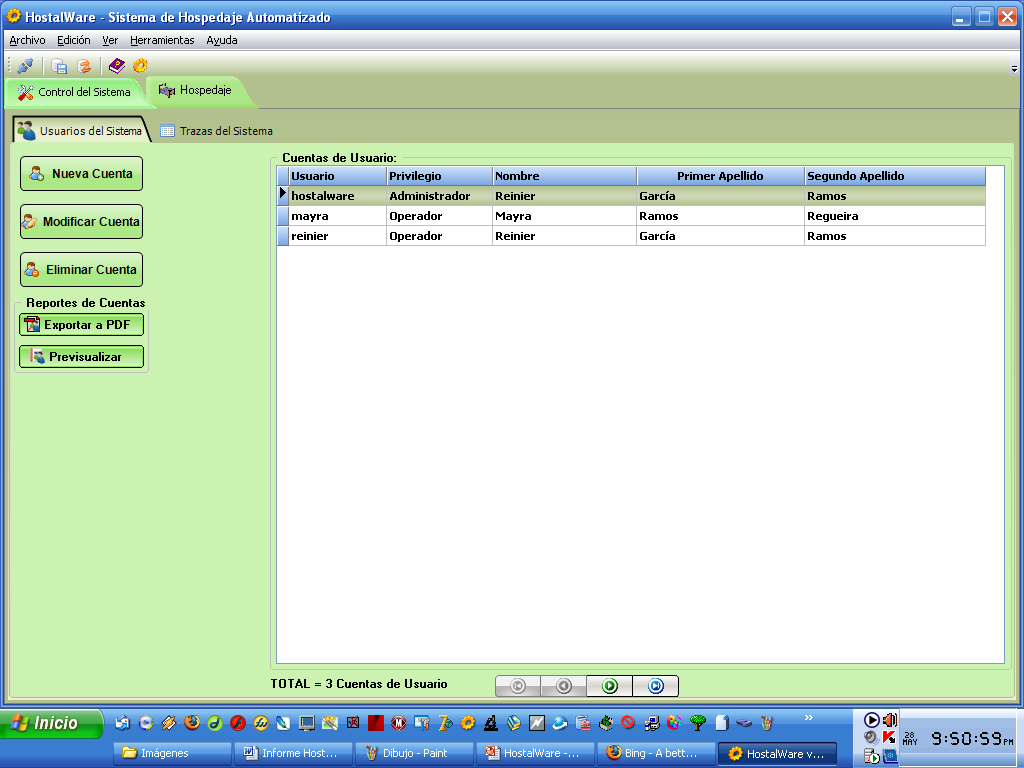 HostalWare - Sistema de Hospedaje Automatizado
Archivo Edición Ver Herramientas Ayuda
Control del Sistema Hospedaje
Usuarios del Sistema Trazas del Sistema
Nueva Cuenta
Modificar Cuenta
Eliminar Cuenta
Reportes de Cuentas
Exportar a PDF
Previsualizar
Cuentas de Usuario:
Usuario Privilegio Nombre Primer Apellido Segundo Apellido
hostalware Administrador Reinier García Ramos
mayra Operador Mayra Ramos Regueira
reinier Operador Reinier García Ramos
TOTAL = 3 Cuentas de Usuario
Inicio
28 MAY 9:50:59 PM
Imágenes Informe Host... Dibujo - Paint HostalWare -... Bing - A bett... HostalWare v...